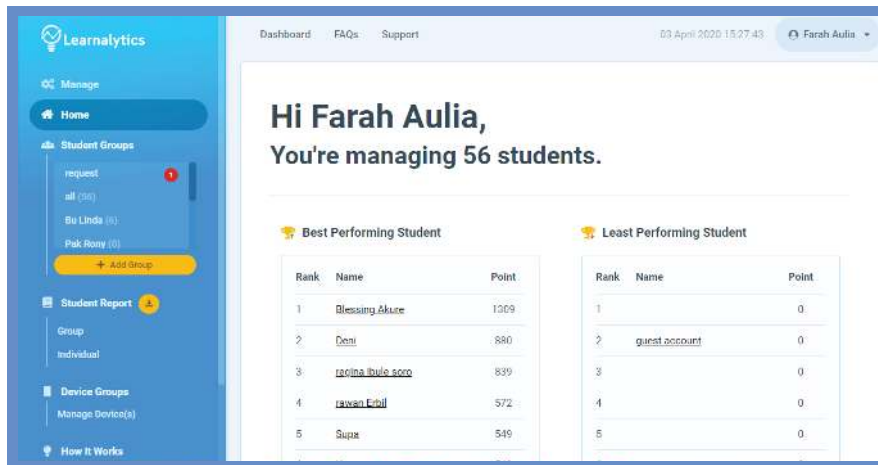 Learnalytics
Dashboard FAQs Support
03 April 2020 15:27:43
Farah Aulia
Manage
Home
Student Groups
request 1
all (56)
Bu Linda (6)
Pak Rony
+ Add Group
Student Report
Group
Individual
Device Groups
Manage Device(s)
How It Works
Hi Farah Aulia,
You're managing 56 students.
Best Performing Student
Rank Name Point
1 Blessing Akure 1309
2 Deni 880
3 regina ibule soro 839
4 rawan Erbil 572
5 Supa 549
Least Performing Student
Rank Name Point
1 0
2 guest account 0
3 0
4 0
5 0